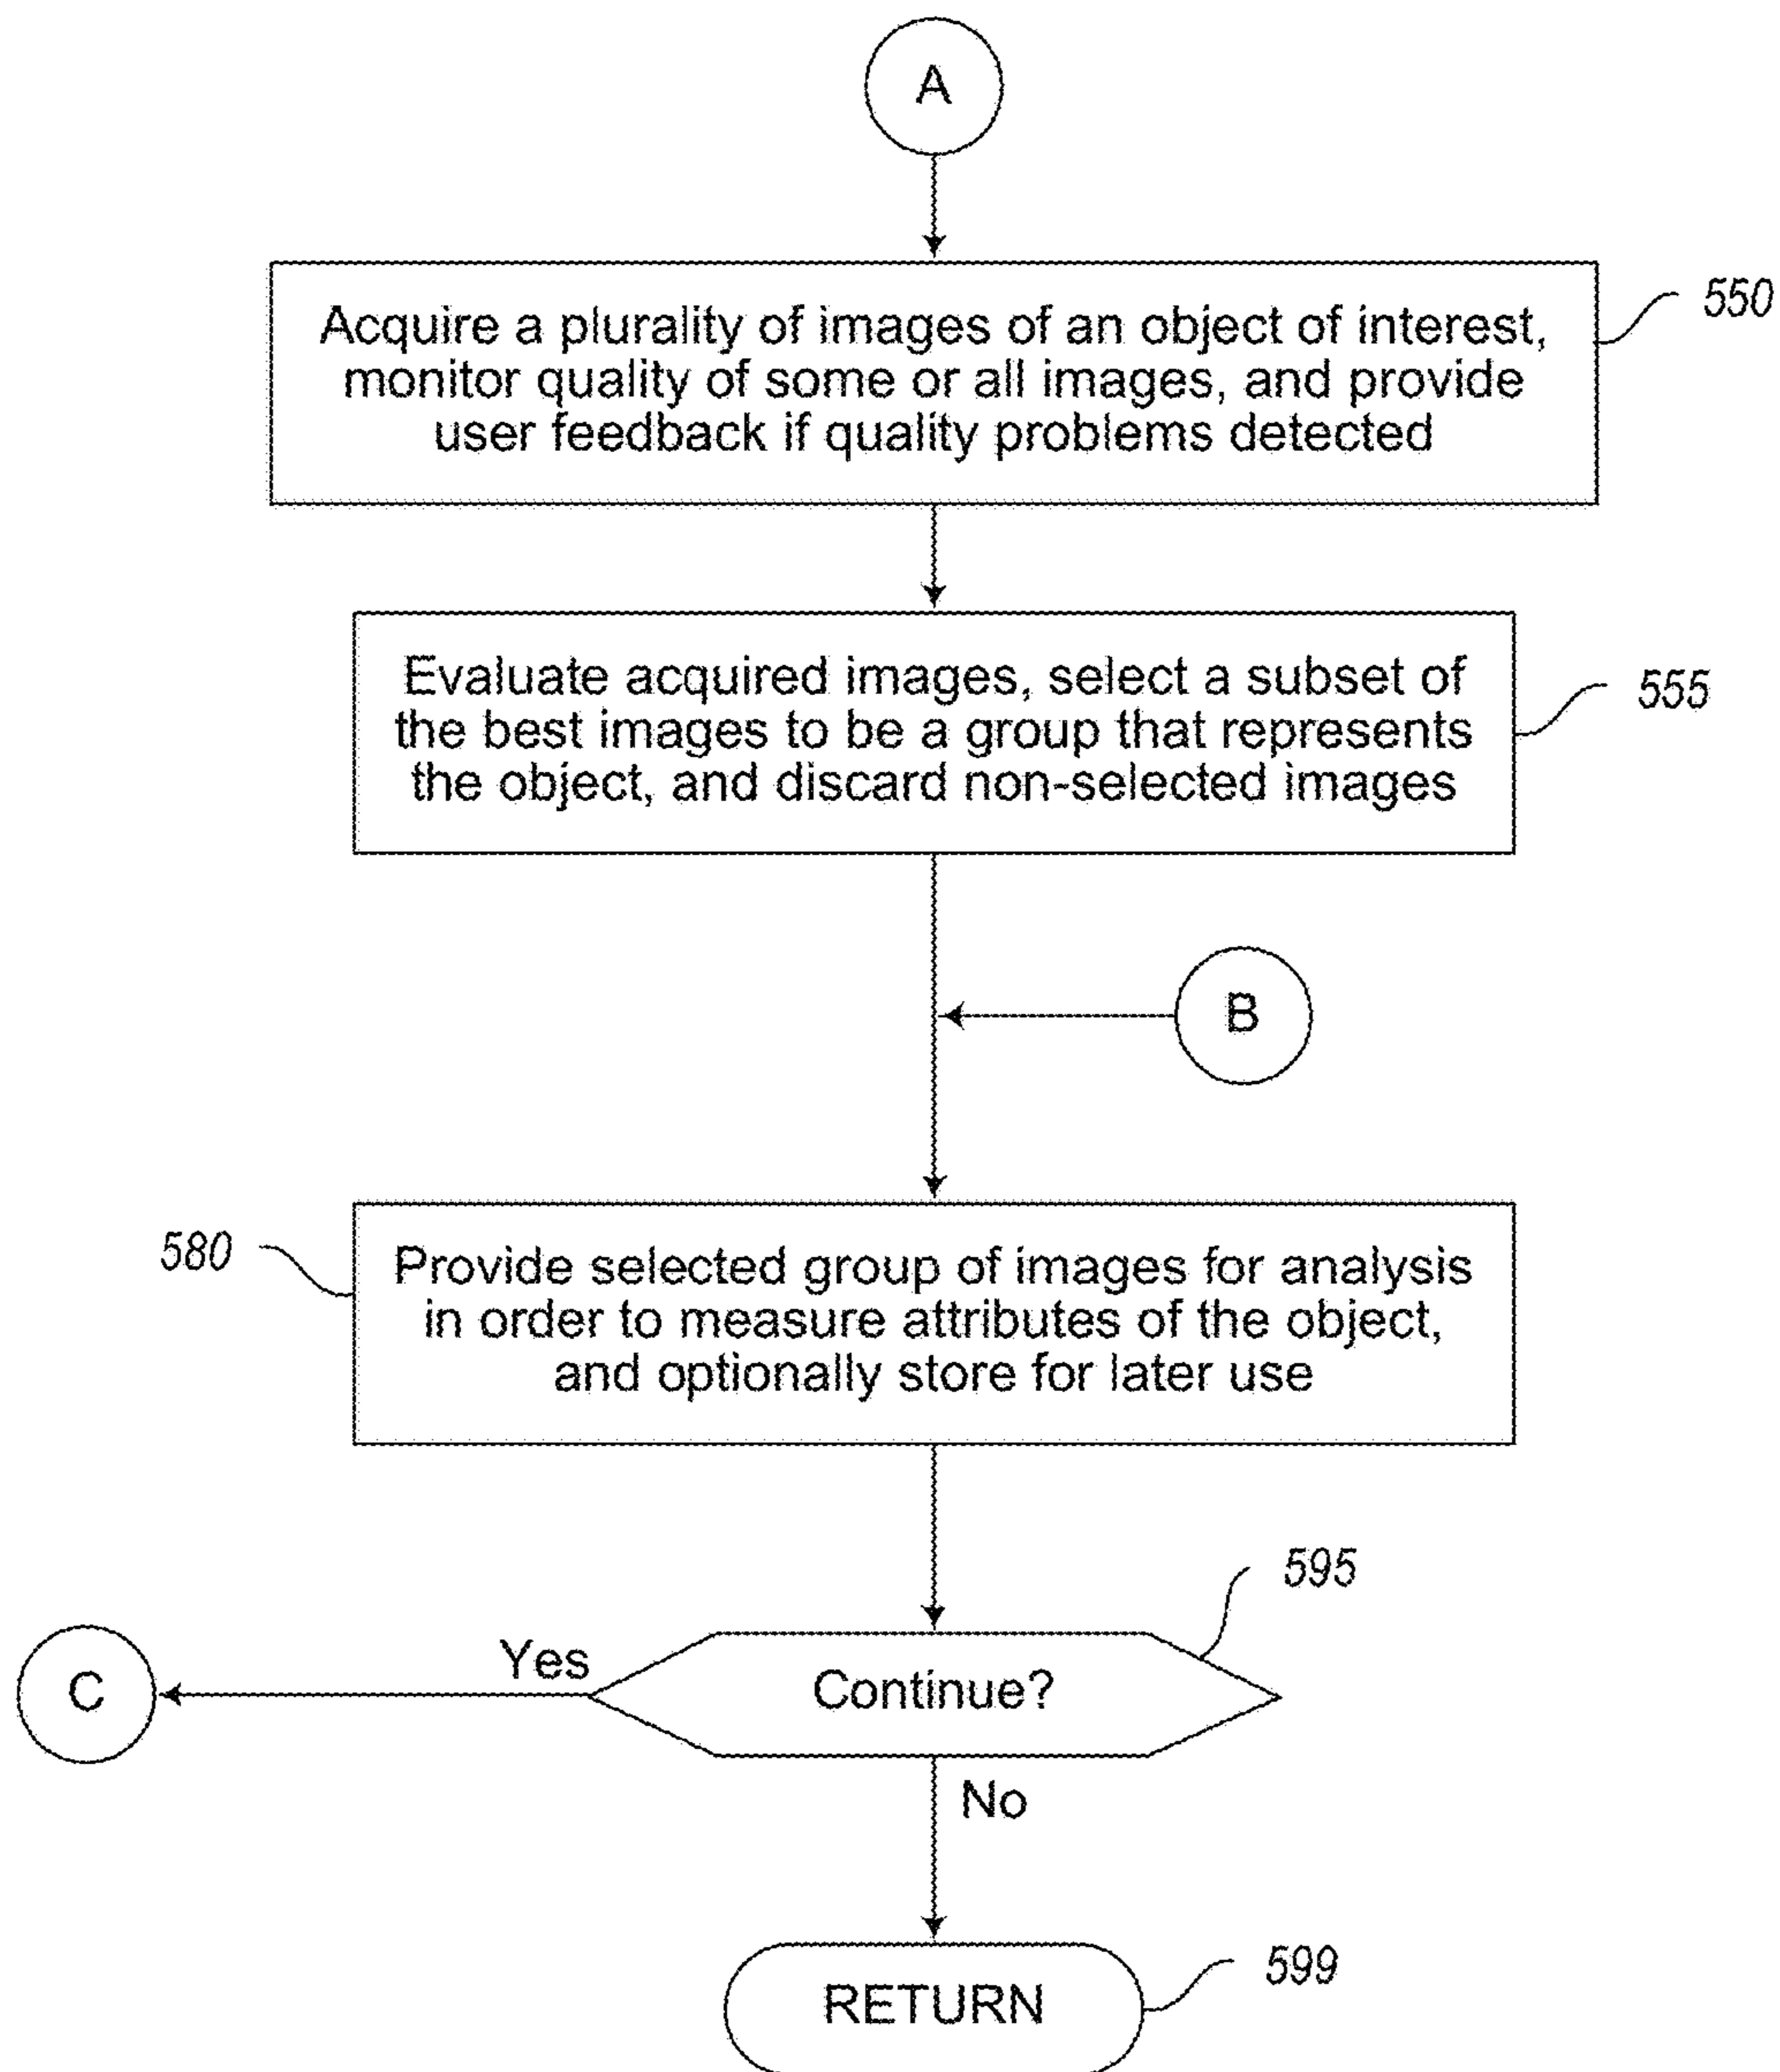 A
Acquire a plurality of images of an object of interest,
monitor quality of some or all images, and provide
user feedback if quality problems detected
550
Evaluate acquired images, select a subset of
the best images to be a group that represents
the object, and discard non-selected images
555
B
580
Provide selected group of images for analysis
in order to measure attributes of the object,
and optionally store for later use
595
C
Yes
Continue?
No
RETURN
599